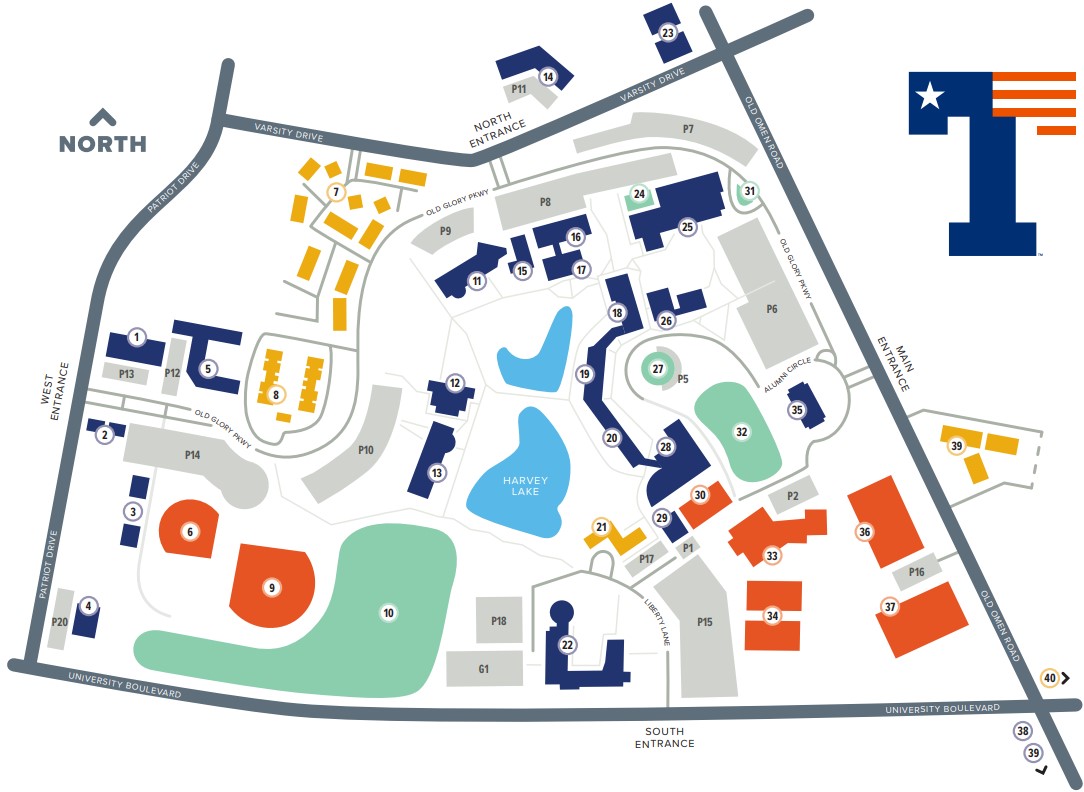 23
14
P11
VARSITY DRIVE
NORTH
ENTRANCE
NORTH
VARSITY DRIVE
OLD OMEN ROAD
P7
™
PATRIOT DRIVE
7
OLD GLORY PKWY
P8
24
31
P9
16
25
11
15
17
OLD GLORY PKWY
18
26
P6
1
5
P13
P12
MAIN
ENTRANCE
WEST
ENTRANCE
8
12
19
27
P5
ALUMNI CIRCLE
35
2
OLD GLORY PKWY
P14
P10
13
20
28
32
39
HARVEY
LAKE
3
6
30
P2
21
29
P1
P17
33
36
P16
PATRIOT DRIVE
9
10
4
P20
P18
22
LIBERTY LANE
P15
34
37
OLD OMEN ROAD
G1
UNIVERSITY BOULEVARD
40
UNIVERSITY BOULEVARD
SOUTH
ENTRANCE
38
39